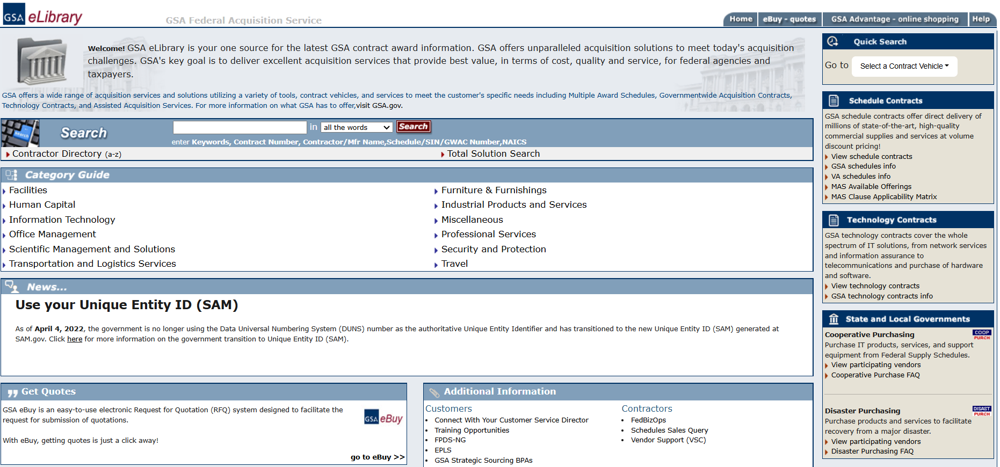 GSA eLibrary
GSA Federal Acquisition Service
Home
eBuy - quotes
GSA Advantage - online shopping
Help
Welcome! GSA eLibrary is your one source for the latest GSA contract award information. GSA offers unparalleled acquisition solutions to meet today's acquisition
challenges. GSA's key goal is to deliver excellent acquisition services that provide best value, in terms of cost, quality and service, for federal agencies and
taxpayers.
GSA offers a wide range of acquisition services and solutions utilizing a variety of tools, contract vehicles, and services to meet the customer's specific needs including Multiple Award Schedules, Governmentwide Acquisition Contracts,
Technology Contracts, and Assisted Acquisition Services. For more information on what GSA has to offer,visit GSA.gov.
search
Search
in
all the words
Search
enter Keywords, Contract Number, Contractor/Mfr Name,Schedule/SIN/GWAC Number,NAICS
Contractor Directory (a-z)
Total Solution Search
Category Guide
Facilities
Furniture & Furnishings
Human Capital
Industrial Products and Services
Information Technology
Miscellaneous
Office Management
Professional Services
Scientific Management and Solutions
Security and Protection
Transportation and Logistics Services
Travel
News...
Use your Unique Entity ID (SAM)
As of April 4, 2022, the government is no longer using the Data Universal Numbering System (DUNS) number as the authoritative Unique Entity Identifier and has transitioned to the new Unique Entity ID (SAM) generated at
SAM.gov. Click here for more information on the government transition to Unique Entity ID (SAM).
Get Quotes
GSA eBuy is an easy-to-use electronic Request for Quotation (RFQ) system designed to facilitate the
request for submission of quotations.
GSA eBuy
With eBuy, getting quotes is just a click away!
go to eBuy >>
Additional Information
Customers
Connect With Your Customer Service Director
Training Opportunities
FPDS-NG
EPLS
GSA Strategic Sourcing BPAs
Contractors
FedBizOps
Schedules Sales Query
Vendor Support (VSC)
Quick Search
Go to
Select a Contract Vehicle
Schedule Contracts
GSA schedule contracts offer direct delivery of
millions of state-of-the-art, high-quality
commercial supplies and services at volume
discount pricing!
View schedule contracts
GSA schedules info
VA schedules info
MAS Available Offerings
MAS Clause Applicability Matrix
Technology Contracts
GSA technology contracts cover the whole
spectrum of IT solutions, from network services
and information assurance to
telecommunications and purchase of hardware
and software.
View technology contracts
GSA technology contracts info
State and Local Governments
Cooperative Purchasing
COOP
PURCH
Purchase IT products, services, and support
equipment from Federal Supply Schedules.
View participating vendors
Cooperative Purchase FAQ
Disaster Purchasing
DISAST
PURCH
Purchase products and services to facilitate
recovery from a major disaster.
View participating vendors
Disaster Purchasing FAQ